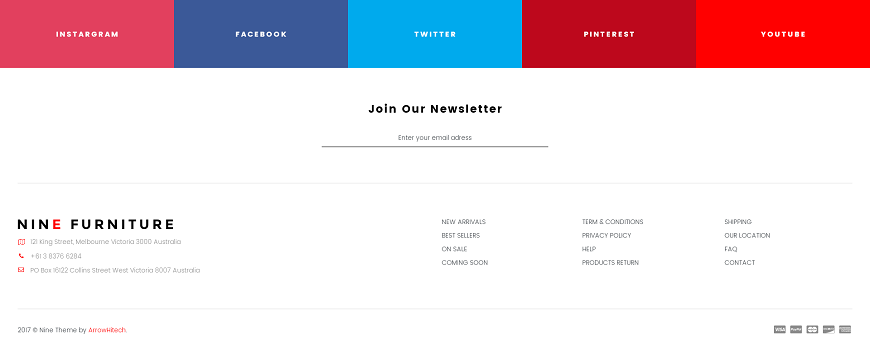 INSTARGRAM
FACEBOOK
TWITTER
PINTEREST
YOUTUBE
Join Our Newsletter
Enter your email adress
NINE FURNITURE
121 King Street, Melbourne Victoria 3000 Australia
+61 3 8376 6284
PO Box 16122 Collins Street West Victoria 8007 Australia
NEW ARRIVALS
BEST SELLERS
ON SALE
COMING SOON
TERM & CONDITIONS
PRIVACY POLICY
HELP
PRODUCTS RETURN
SHIPPING
OUR LOCATION
FAQ
CONTACT
2017 © Nine Theme by ArrowHitech.
VISA